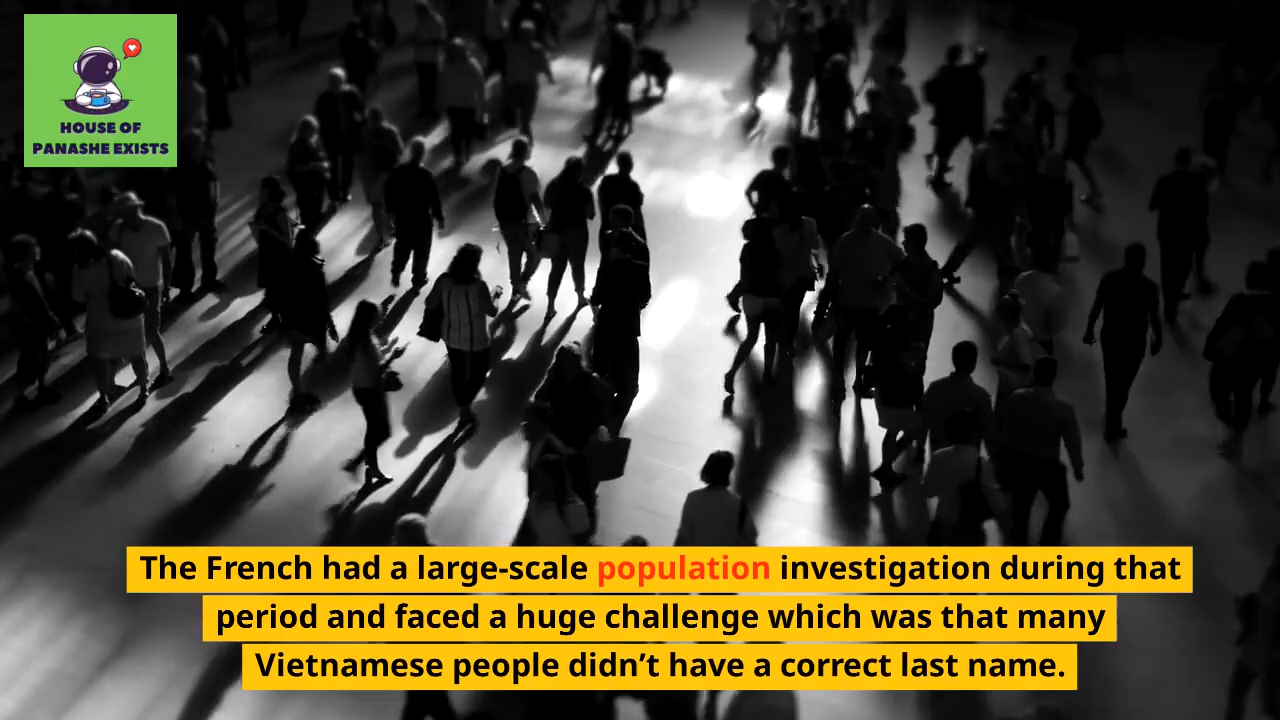 HOUSE OF
PANASHE EXISTS
The French had a large-scale population investigation during that
period and faced a huge challenge which was that many
Vietnamese people didn’t have a correct last name.